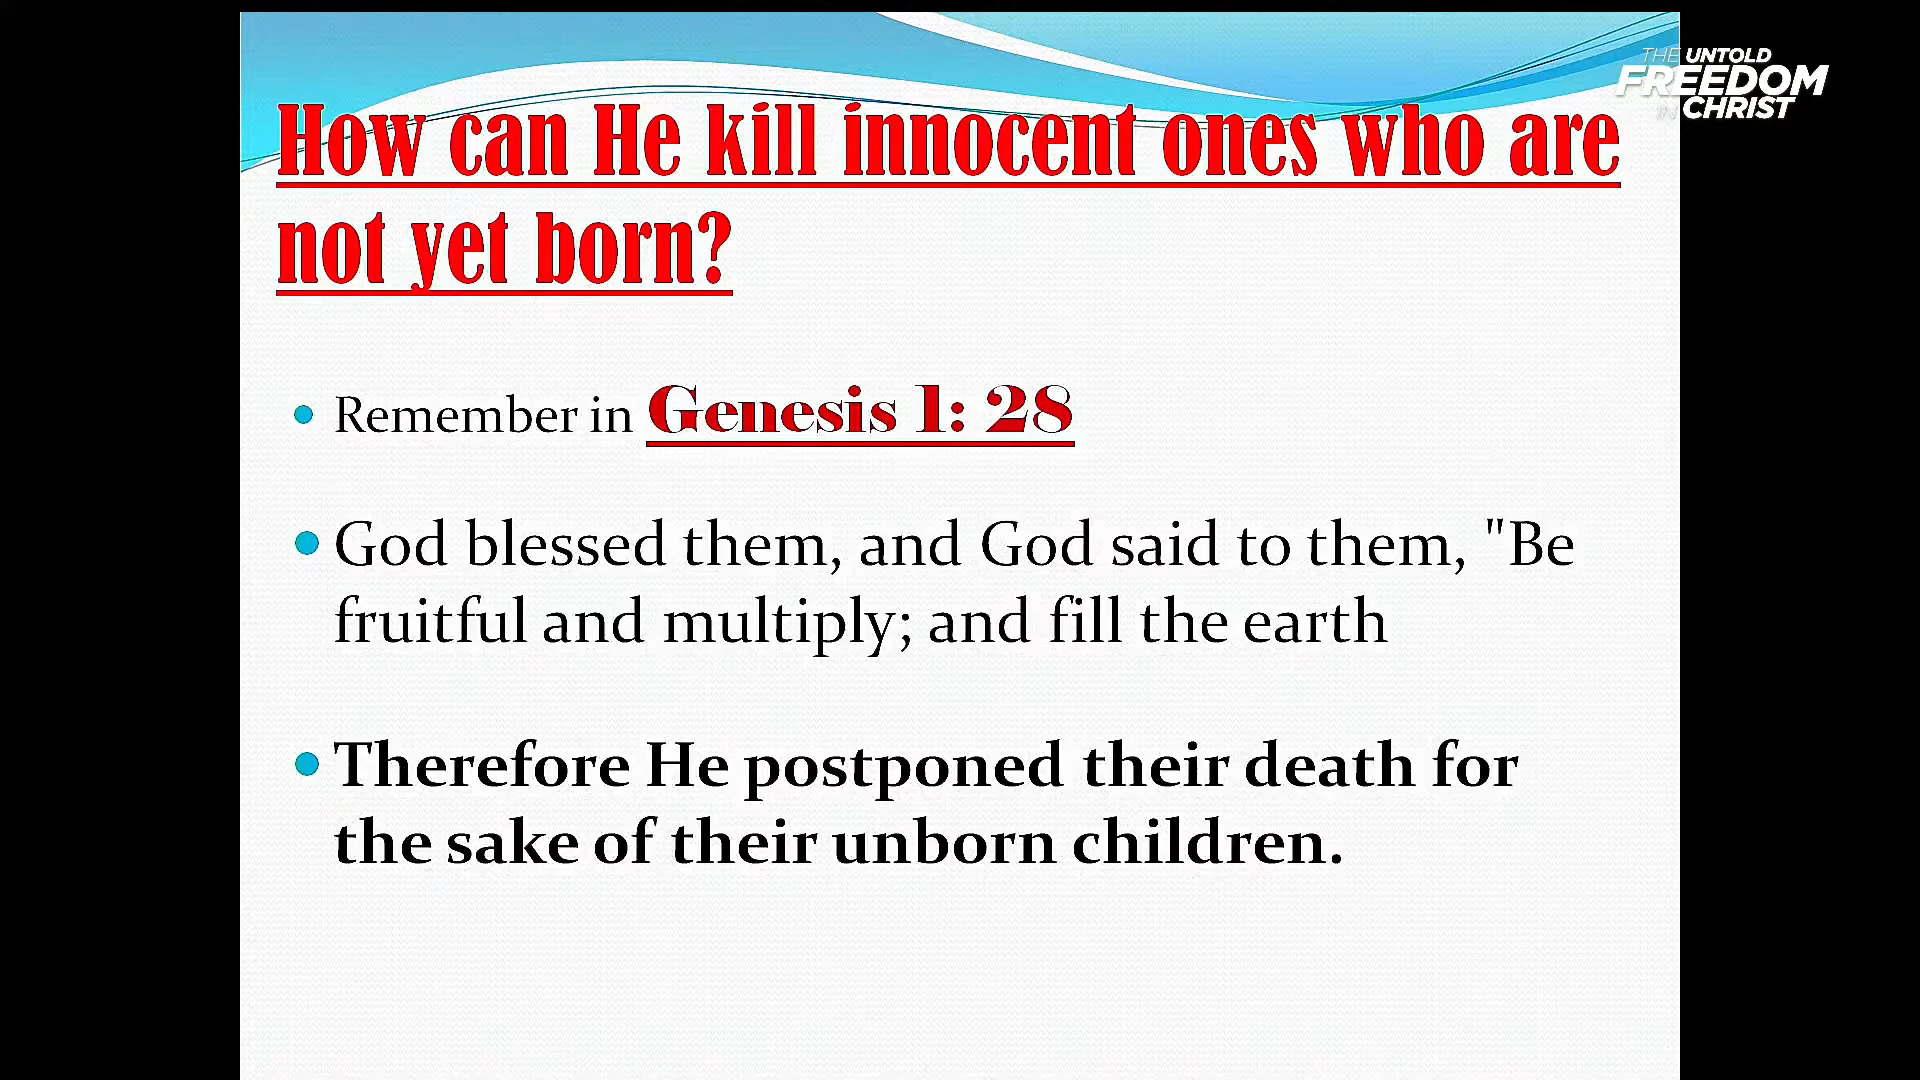 THE UNTOLD
FREEDOM
IN CHRIST
How can He kill innocent ones who are
not yet born?
Remember in Genesis 1: 28
God blessed them, and God said to them, "Be
fruitful and multiply; and fill the earth
Therefore He postponed their death for
the sake of their unborn children.